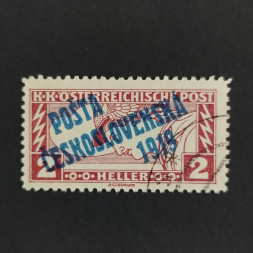 K.K.ÖSTERREICHISCHE POST
POŠTA
ČESKOSLOVENSKÁ
1919
2 HELLER 2